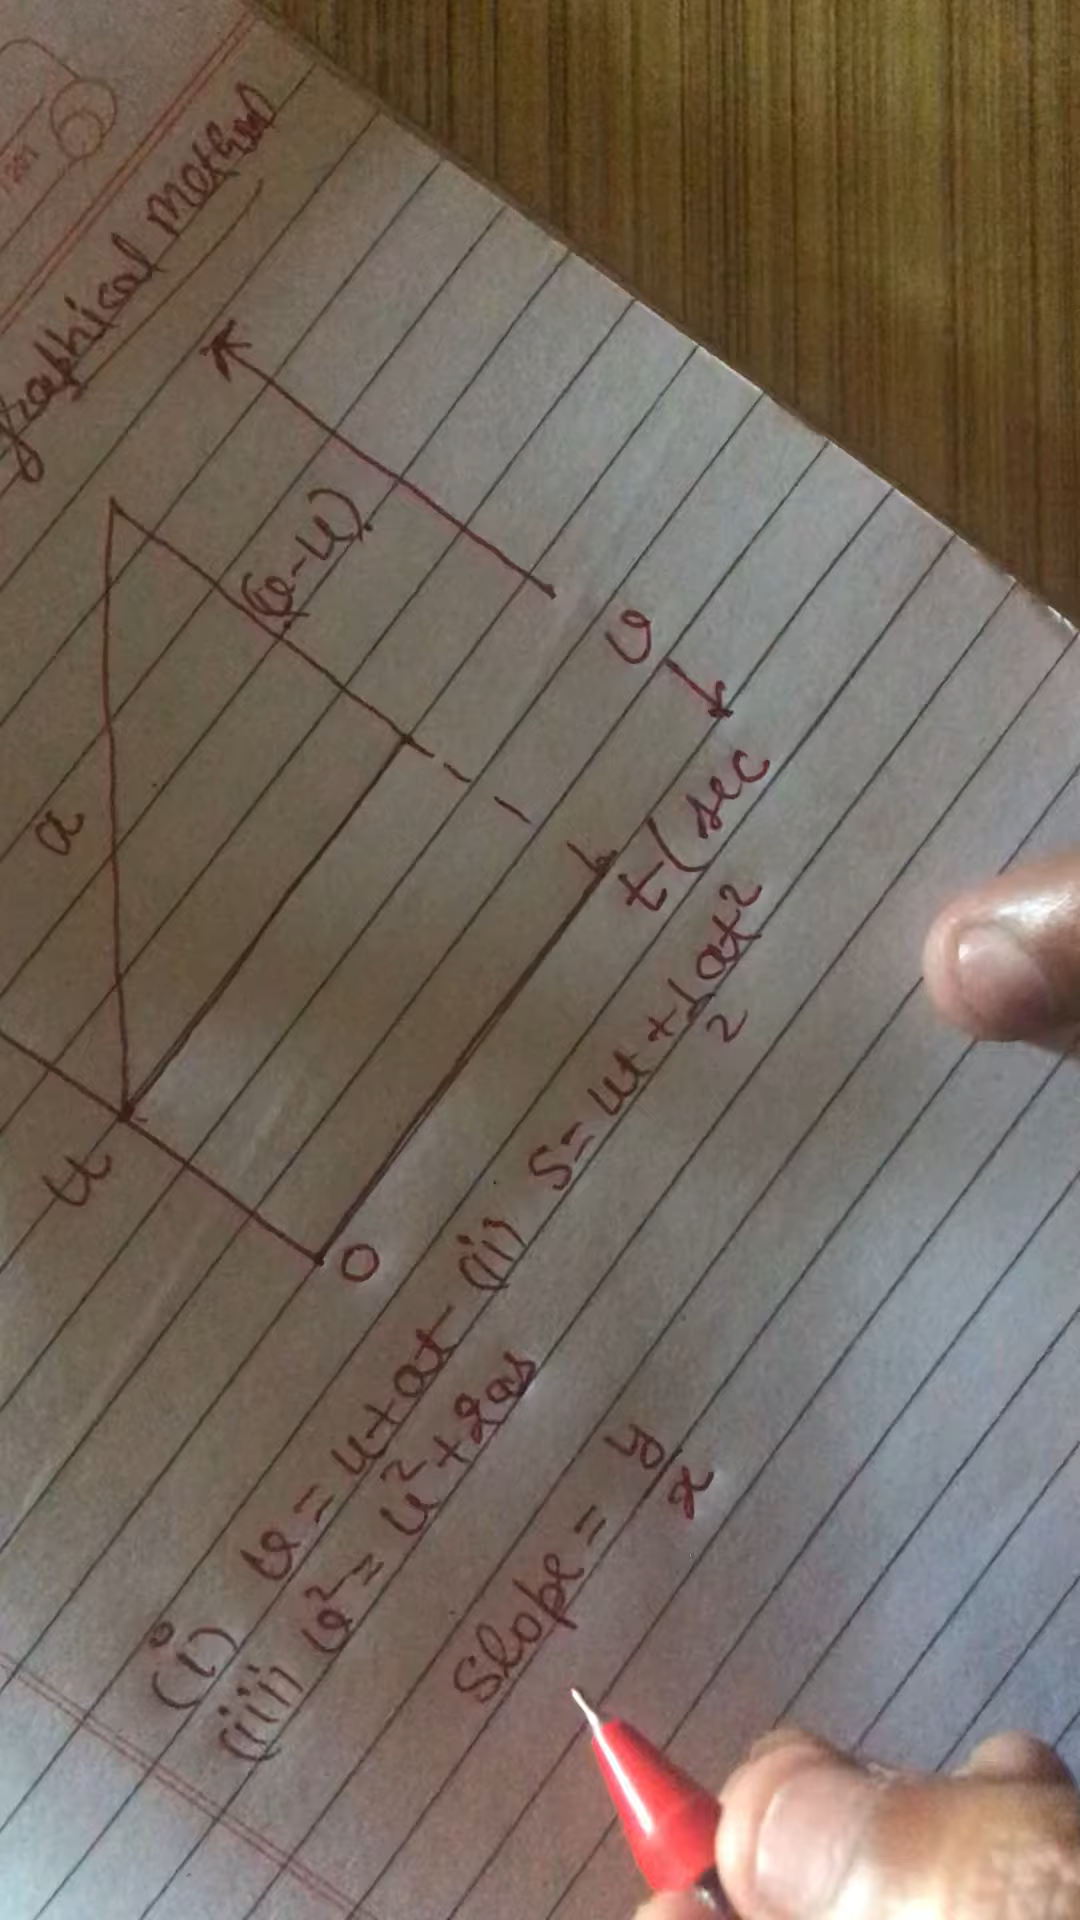 graphical Method
(v-u).
v
a
u
O
t
t(sec
(i) v = u+at (ii) s = ut + 1/2 at²
(iii) v² = u² + 2as
Slope = y/x